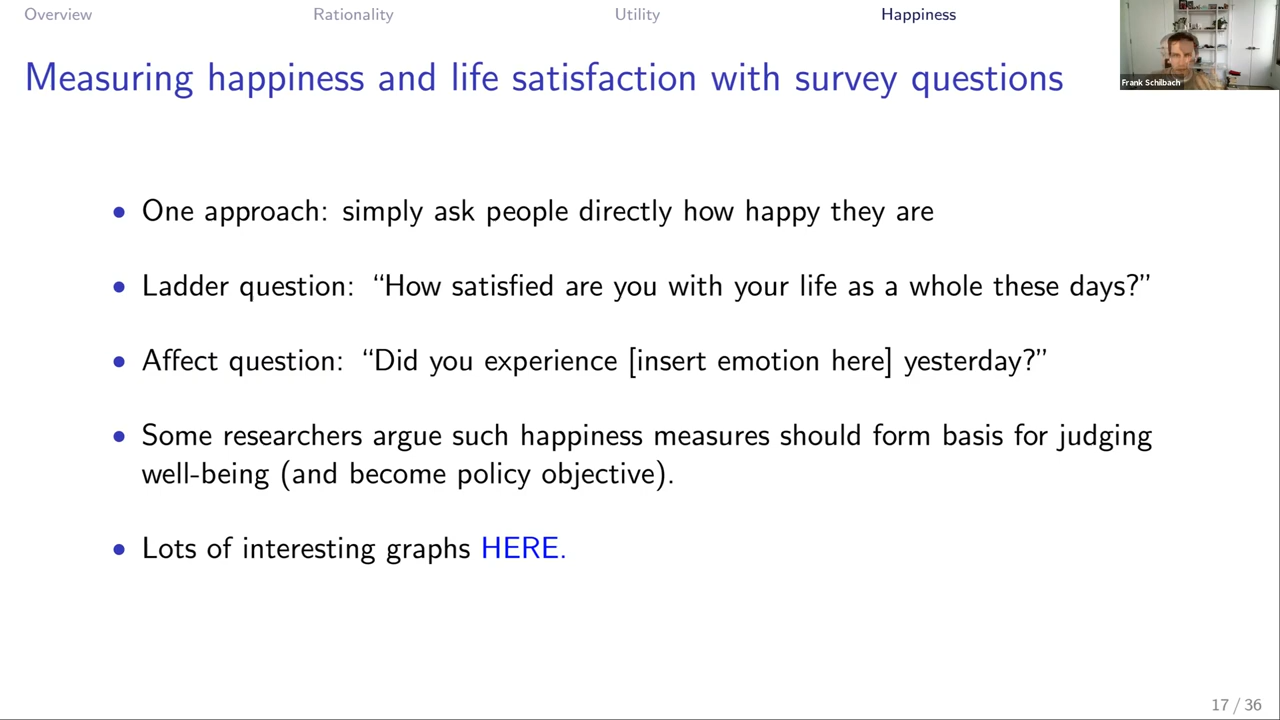 Overview Rationality Utility Happiness
Frank Schilbach
Measuring happiness and life satisfaction with survey questions
• One approach: simply ask people directly how happy they are
• Ladder question: “How satisfied are you with your life as a whole these days?”
• Affect question: “Did you experience [insert emotion here] yesterday?”
• Some researchers argue such happiness measures should form basis for judging
well-being (and become policy objective).
• Lots of interesting graphs HERE.
17 / 36